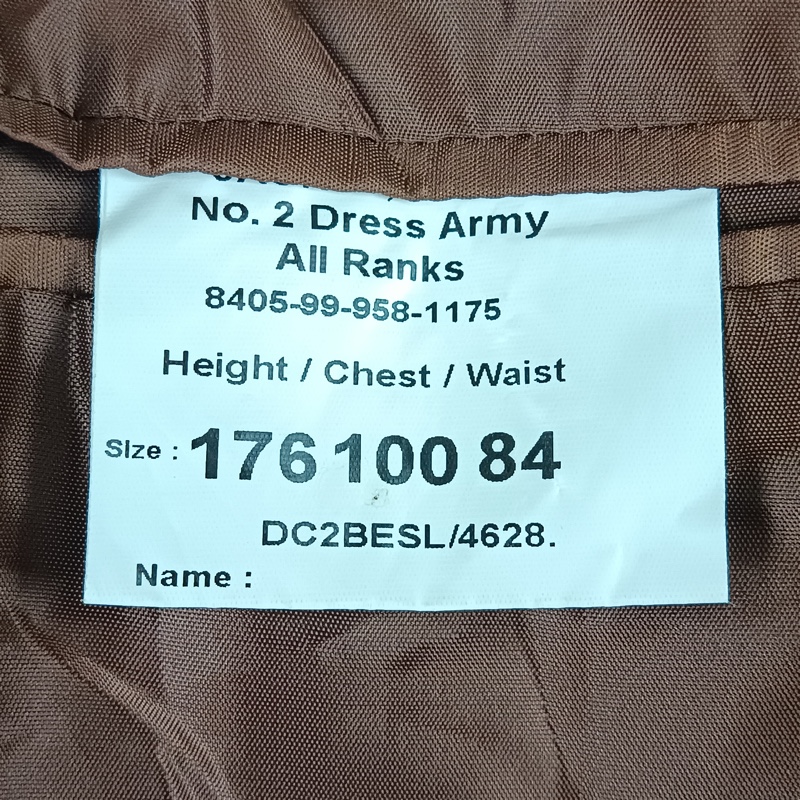 No. 2 Dress Army
All Ranks
8405-99-958-1175
Height / Chest / Waist
Size : 176 100 84
DC2BESL/4628.
Name :